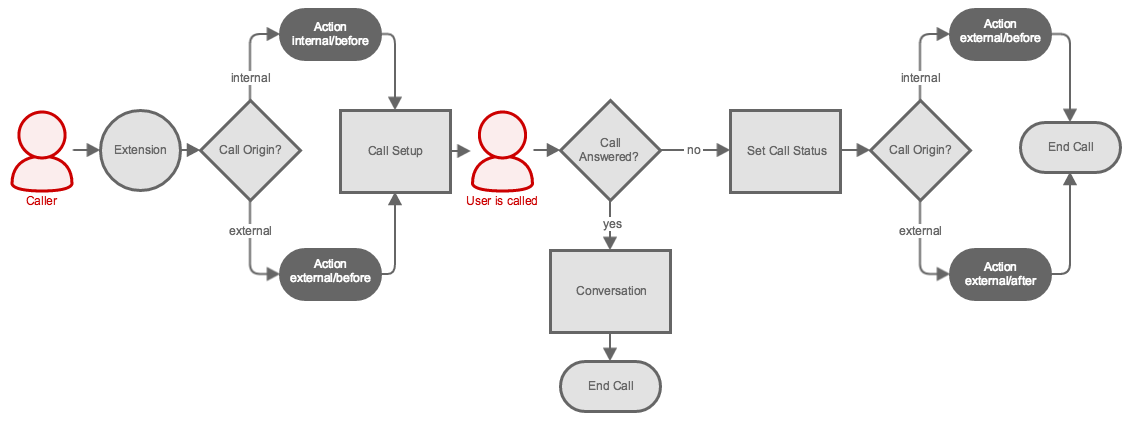 Action
internal/before
internal
Caller
Extension
Call Origin?
external
Action
external/before
Call Setup
User is called
Call
Answered?
yes
Conversation
End Call
no
Set Call Status
Call Origin?
internal
Action
external/before
external
Action
external/after
End Call